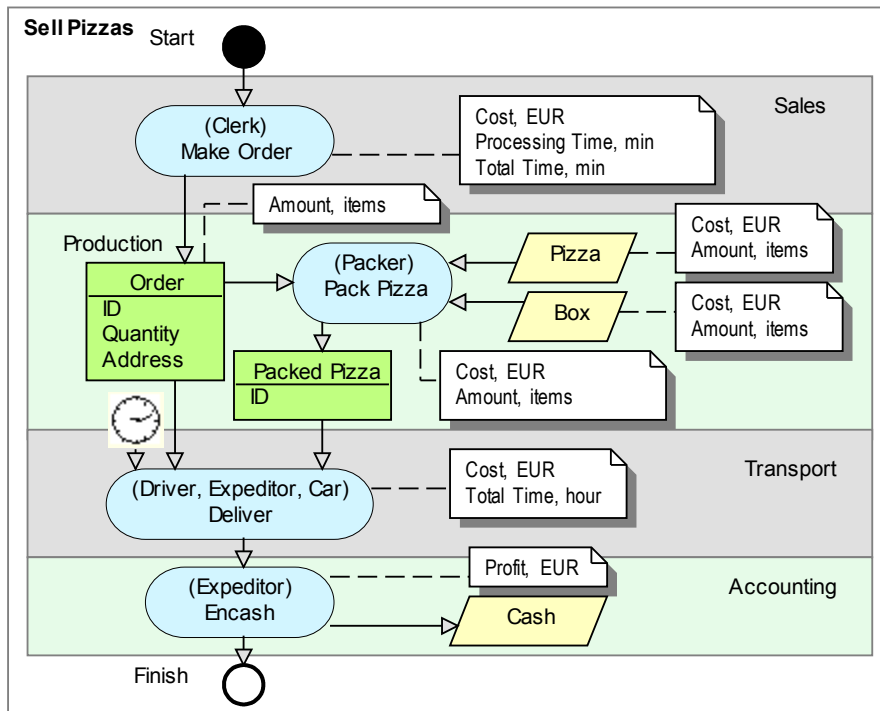 Sell Pizzas
Start
Sales
(Clerk)
Make Order
Cost, EUR
Processing Time, min
Total Time, min
Amount, items
Production
Order
ID
Quantity
Address
(Packer)
Pack Pizza
Pizza
Cost, EUR
Amount, items
Box
Cost, EUR
Amount, items
Packed Pizza
ID
Cost, EUR
Amount, items
Transport
(Driver, Expeditor, Car)
Deliver
Cost, EUR
Total Time, hour
Accounting
(Expeditor)
Encash
Profit, EUR
Cash
Finish